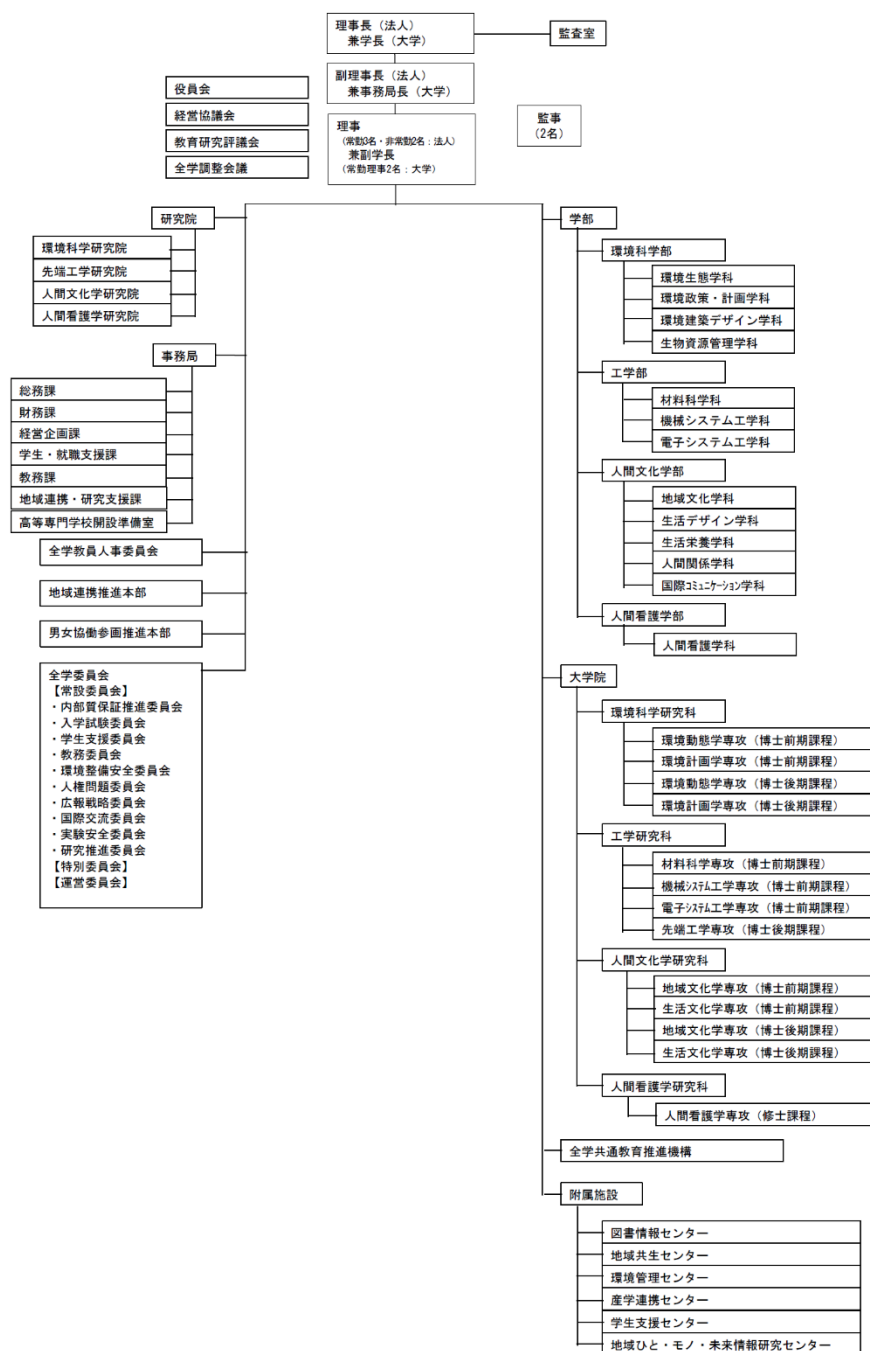 理事長（法人）
兼学長（大学）
監査室
副理事長（法人）
兼事務局長（大学）
役員会
経営協議会
教育研究評議会
全学調整会議
理事
（常勤3名・非常勤2名：法人）
兼副学長
（常勤理事2名：大学）
監事
（2名）
研究院
環境科学研究院
先端工学研究院
人間文化学研究院
人間看護学研究院
事務局
総務課
財務課
経営企画課
学生・就職支援課
教務課
地域連携・研究支援課
高等専門学校開設準備室
全学教員人事委員会
地域連携推進本部
男女協働参画推進本部
全学委員会
【常設委員会】
・内部質保証推進委員会
・入学試験委員会
・学生支援委員会
・教務委員会
・環境整備安全委員会
・人権問題委員会
・広報戦略委員会
・国際交流委員会
・実験安全委員会
・研究推進委員会
【特別委員会】
【運営委員会】
学部
環境科学部
環境生態学科
環境政策・計画学科
環境建築デザイン学科
生物資源管理学科
工学部
材料科学科
機械システム工学科
電子システム工学科
人間文化学部
地域文化学科
生活デザイン学科
生活栄養学科
人間関係学科
国際コミュニケーション学科
人間看護学部
人間看護学科
大学院
環境科学研究科
環境動態学専攻（博士前期課程）
環境計画学専攻（博士前期課程）
環境動態学専攻（博士後期課程）
環境計画学専攻（博士後期課程）
工学研究科
材料科学専攻（博士前期課程）
機械システム工学専攻（博士前期課程）
電子システム工学専攻（博士前期課程）
先端工学専攻（博士後期課程）
人間文化学研究科
地域文化学専攻（博士前期課程）
生活文化学専攻（博士前期課程）
地域文化学専攻（博士後期課程）
生活文化学専攻（博士後期課程）
人間看護学研究科
人間看護学専攻（修士課程）
全学共通教育推進機構
附属施設
図書情報センター
地域共生センター
環境管理センター
産学連携センター
学生支援センター
地域ひと・モノ・未来情報研究センター